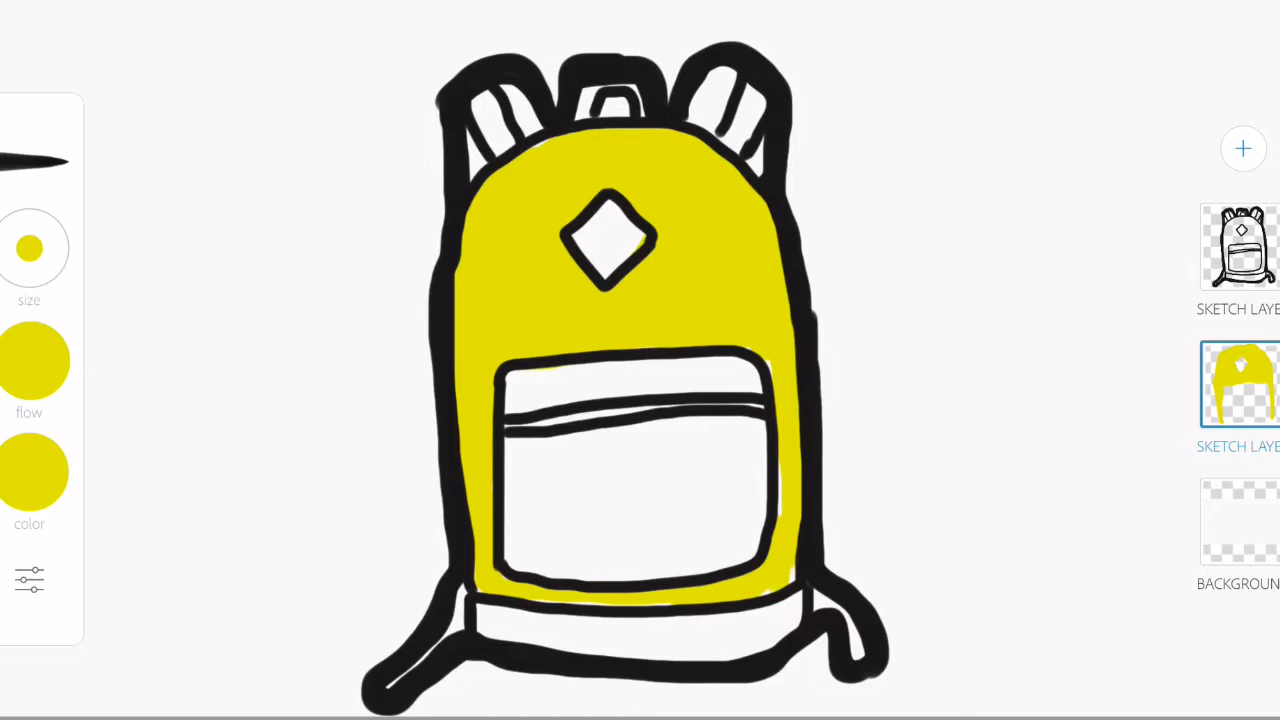 size
flow
color
SKETCH LAYE
SKETCH LAYE
BACKGROUN